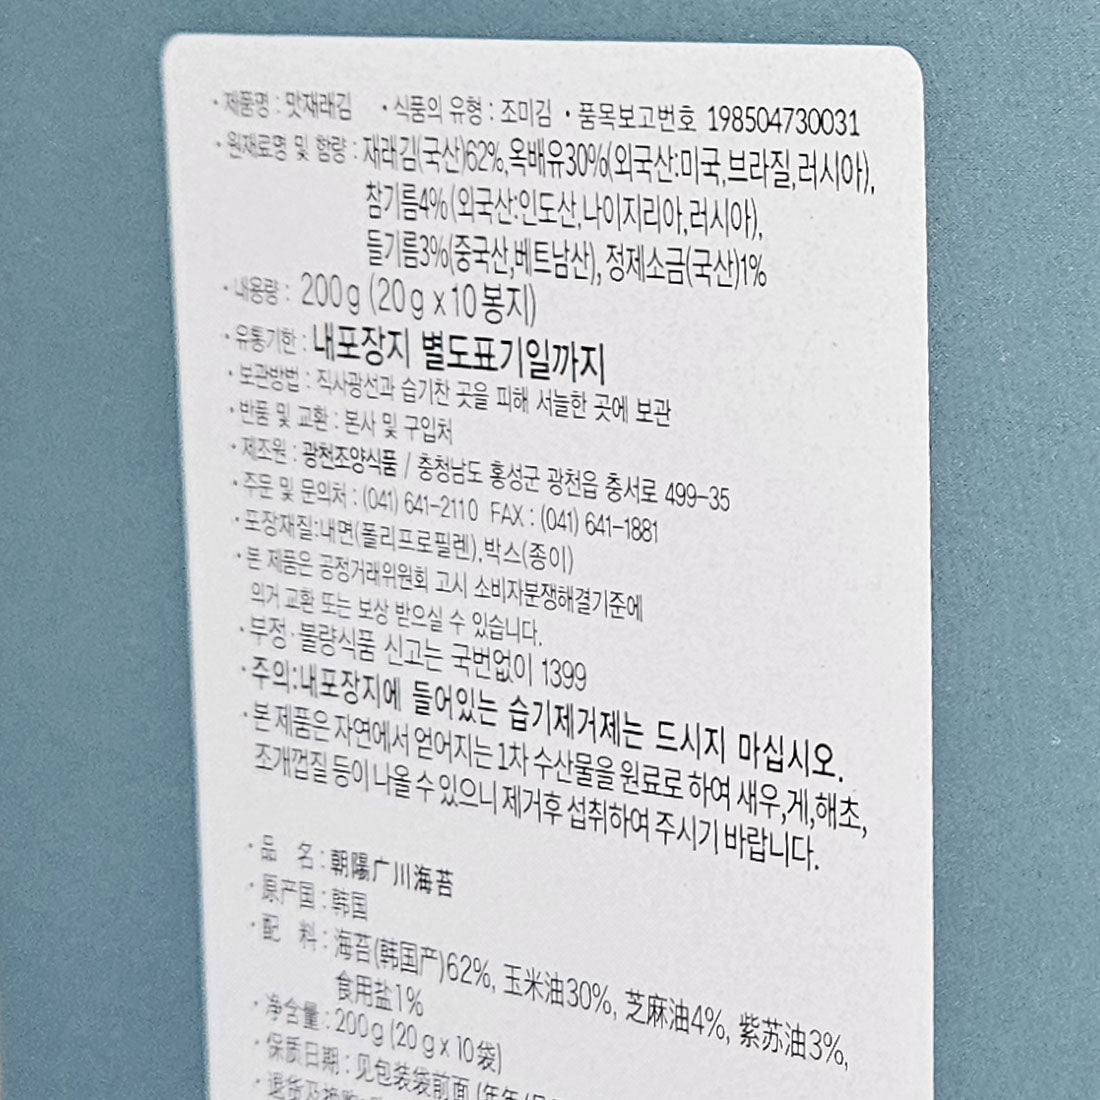 · 제품명 : 맛재래김 · 식품의 유형 : 조미김 · 품목보고번호 198504730031
· 원재료명 및 함량 : 재래김(국산)62%,옥배유30%(외국산:미국,브라질,러시아),
참기름4%(외국산:인도산,나이지리아,러시아),
들기름3%(중국산,베트남산), 정제소금(국산)1%
· 내용량 : 200g (20g x 10봉지)
· 유통기한 : 내포장지 별도표기일까지
· 보관방법 : 직사광선과 습기찬 곳을 피해 서늘한 곳에 보관
· 반품 및 교환 : 본사 및 구입처
· 제조원 : 광천조양식품 / 충청남도 홍성군 광천읍 충서로 499-35
· 주문 및 문의처 : (041) 641-2110 FAX : (041) 641-1881
· 포장재질:내면(폴리프로필렌),박스(종이)
· 본 제품은 공정거래위원회 고시 소비자분쟁해결기준에
의거 교환 또는 보상 받으실 수 있습니다.
· 부정·불량식품 신고는 국번없이 1399
· 주의:내포장지에 들어있는 습기제거제는 드시지 마십시오.
· 본 제품은 자연에서 얻어지는 1차 수산물을 원료로 하여 새우,게,해초,
조개껍질 등이 나올 수 있으니 제거후 섭취하여 주시기 바랍니다.
· 品 名 : 朝陽广川海苔
· 原产国 : 韩国
· 配 料 : 海苔(韩国产)62%, 玉米油30%, 芝麻油4%, 紫苏油3%,
食用盐1%
· 净含量 : 200g (20g x 10袋)
· 保质日期 : 见包装袋前面